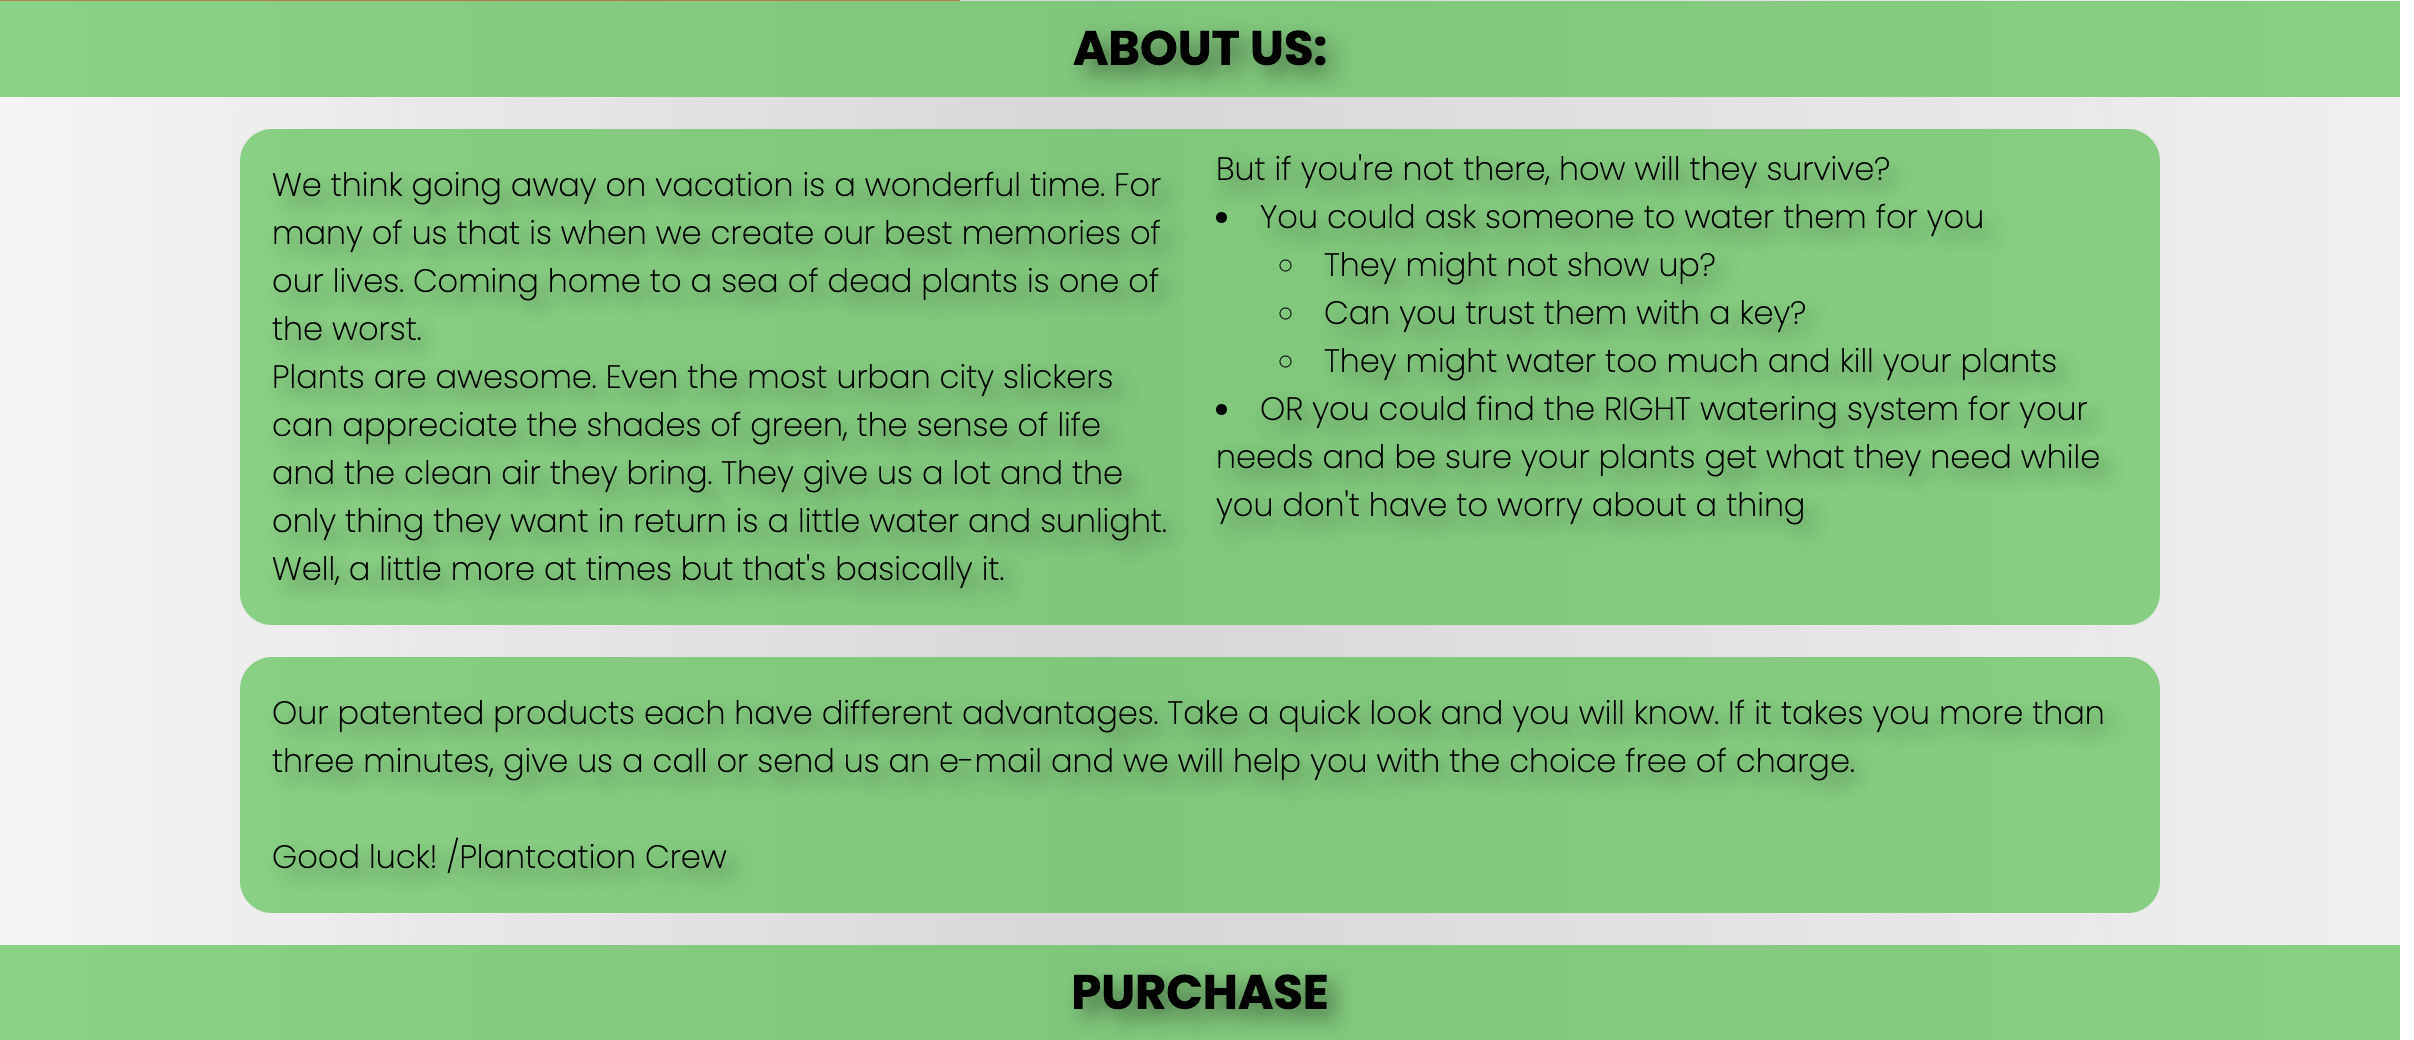 ABOUT US:
We think going away on vacation is a wonderful time. For
many of us that is when we create our best memories of
our lives. Coming home to a sea of dead plants is one of
the worst.
Plants are awesome. Even the most urban city slickers
can appreciate the shades of green, the sense of life
and the clean air they bring. They give us a lot and the
only thing they want in return is a little water and sunlight.
Well, a little more at times but that's basically it.
But if you're not there, how will they survive?
• You could ask someone to water them for you
◦ They might not show up?
◦ Can you trust them with a key?
◦ They might water too much and kill your plants
• OR you could find the RIGHT watering system for your
needs and be sure your plants get what they need while
you don't have to worry about a thing
Our patented products each have different advantages. Take a quick look and you will know. If it takes you more than
three minutes, give us a call or send us an e-mail and we will help you with the choice free of charge.
Good luck! /Plantcation Crew
PURCHASE